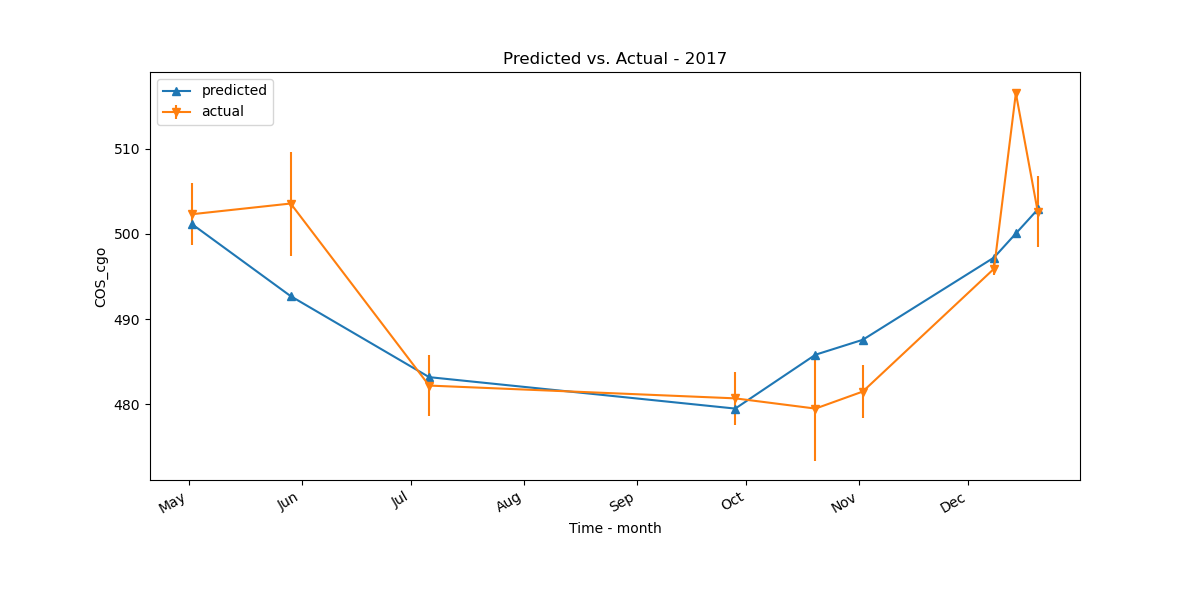 Predicted vs. Actual - 2017
predicted
actual
510
500
490
480
COS_cgo
May
Jun
Jul
Aug
Sep
Oct
Nov
Dec
Time - month